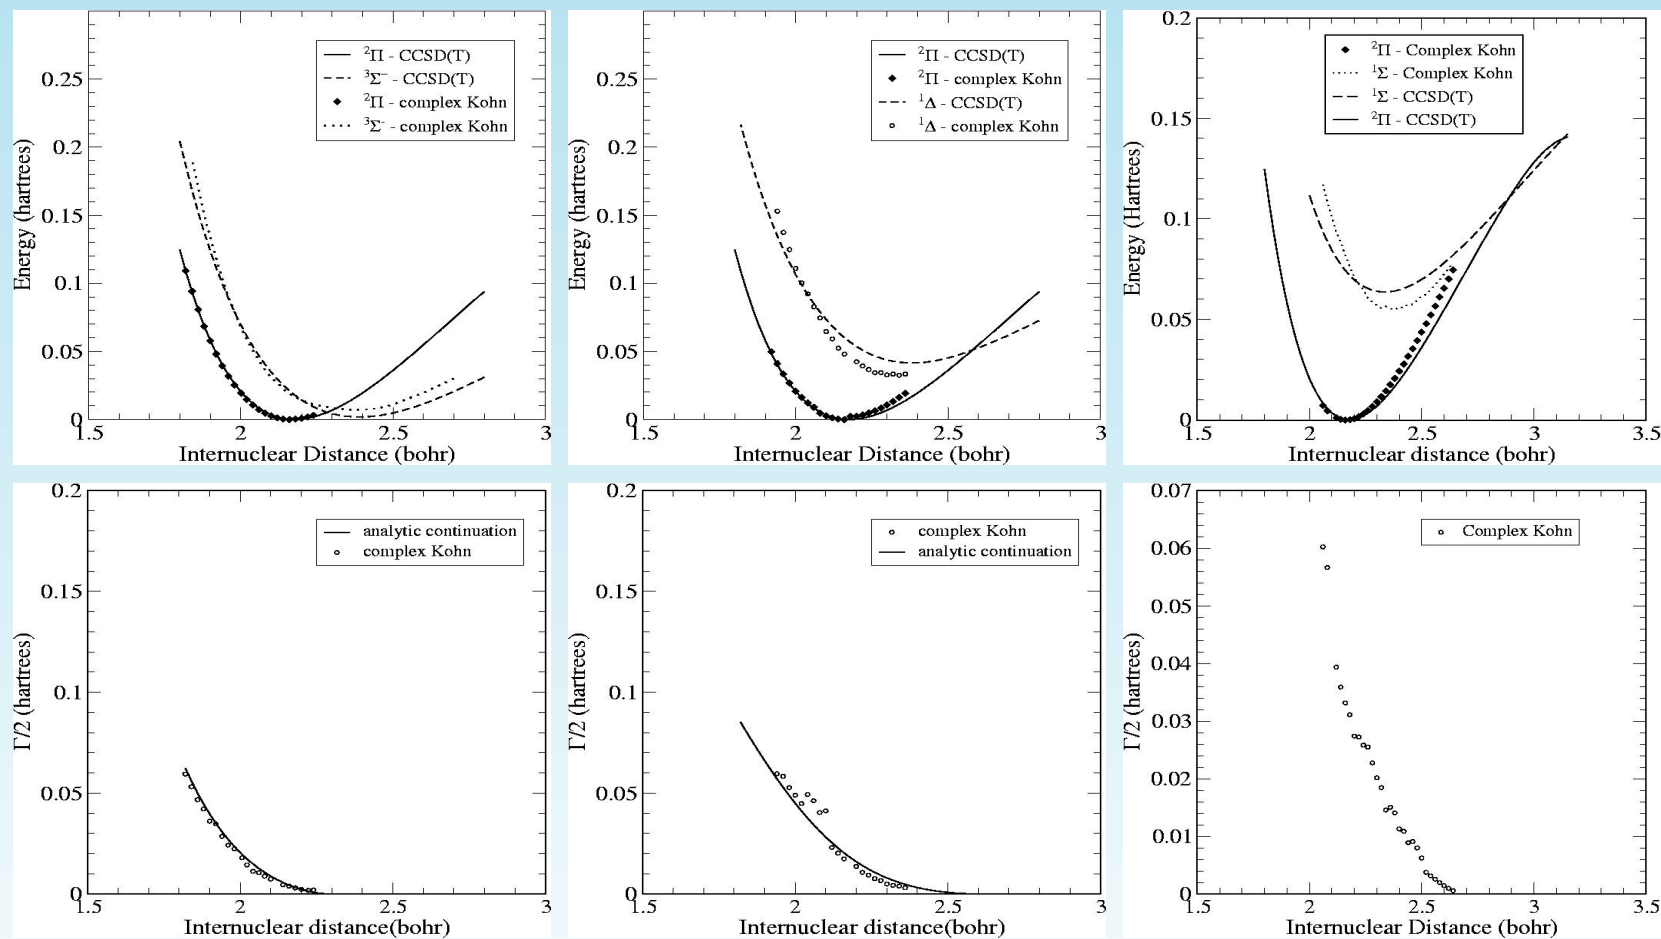 Energy (hartrees)
0.25
0.2
0.15
0.1
0.05
0
1.5 2 2.5 3
Internuclear Distance (bohr)
²Π - CCSD(T)
³Σ⁻ - CCSD(T)
²Π - complex Kohn
³Σ⁻ - complex Kohn
Energy (hartrees)
0.25
0.2
0.15
0.1
0.05
0
1.5 2 2.5 3
Internuclear Distance (bohr)
²Π - CCSD(T)
²Π - complex Kohn
¹Δ - CCSD(T)
¹Δ - complex Kohn
Energy (Hartrees)
0.2
0.15
0.1
0.05
0
1.5 2 2.5 3 3.5
Internuclear distance (bohr)
²Π - Complex Kohn
¹Σ - Complex Kohn
¹Σ - CCSD(T)
²Π - CCSD(T)
Γ/2 (hartrees)
0.2
0.15
0.1
0.05
0
1.5 2 2.5 3
Internuclear distance(bohr)
analytic continuation
complex Kohn
Γ/2 (hartrees)
0.2
0.15
0.1
0.05
0
1.5 2 2.5 3
Internuclear distance(bohr)
complex Kohn
analytic continuation
Γ/2 (hartrees)
0.07
0.06
0.05
0.04
0.03
0.02
0.01
0
1.5 2 2.5 3 3.5
Internuclear Distance (bohr)
Complex Kohn